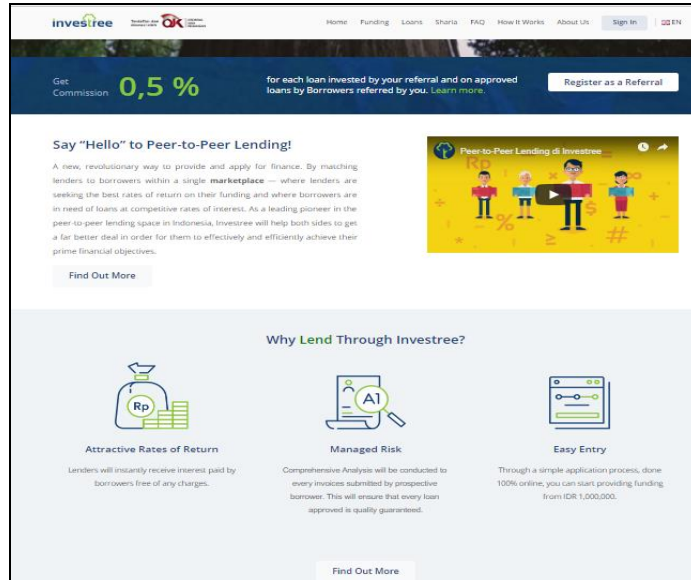 investree
OJK
Home Funding Loans Sharia FAQ How It Works About Us Sign In EN
Get
Commission 0,5 %
for each loan invested by your referral and on approved
loans by Borrowers referred by you. Learn more.
Register as a Referral
Say “Hello” to Peer-to-Peer Lending!
A new, revolutionary way to provide and apply for finance. By matching
lenders to borrowers within a single marketplace — where lenders are
seeking the best rates of return on their funding and where borrowers are
in need of loans at competitive rates of interest. As a leading pioneer in the
peer-to-peer lending space in Indonesia, Investree will help both sides to get
a far better deal in order for them to effectively and efficiently achieve their
prime financial objectives.
Find Out More
Peer-to-Peer Lending di Investree
Rp
Why Lend Through Investree?
Rp
A1
Attractive Rates of Return
Lenders will instantly receive interest paid by
borrowers free of any charges.
Managed Risk
Comprehensive Analysis will be conducted to
every invoices submitted by prospective
borrower. This will ensure that every loan
approved is quality guaranteed.
Easy Entry
Through a simple application process, done
100% online, you can start providing funding
from IDR 1,000,000.
Find Out More